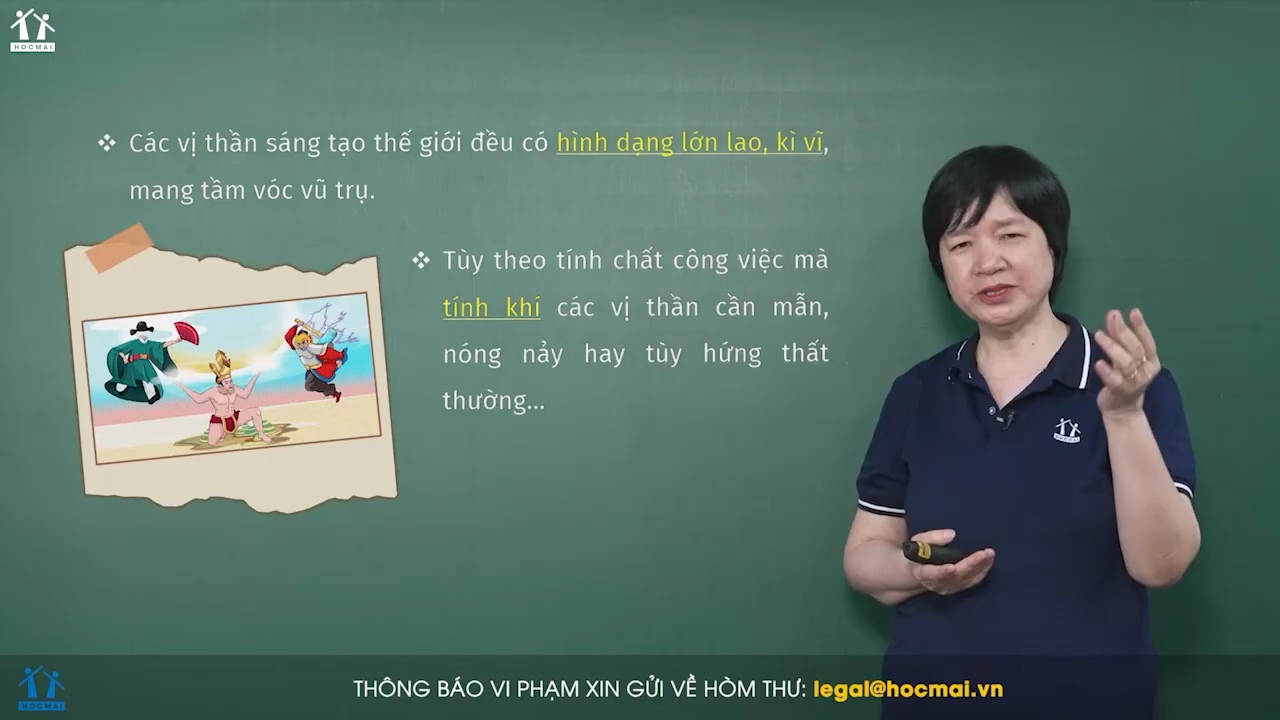 HOCMAI
❖ Các vị thần sáng tạo thế giới đều có hình dạng lớn lao, kì vĩ,
mang tầm vóc vũ trụ.
❖ Tùy theo tính chất công việc mà
tính khí các vị thần cần mẫn,
nóng nảy hay tùy hứng thất
thường...
HOCMAI
HOCMAI
THÔNG BÁO VI PHẠM XIN GỬI VỀ HÒM THƯ: legal@hocmai.vn